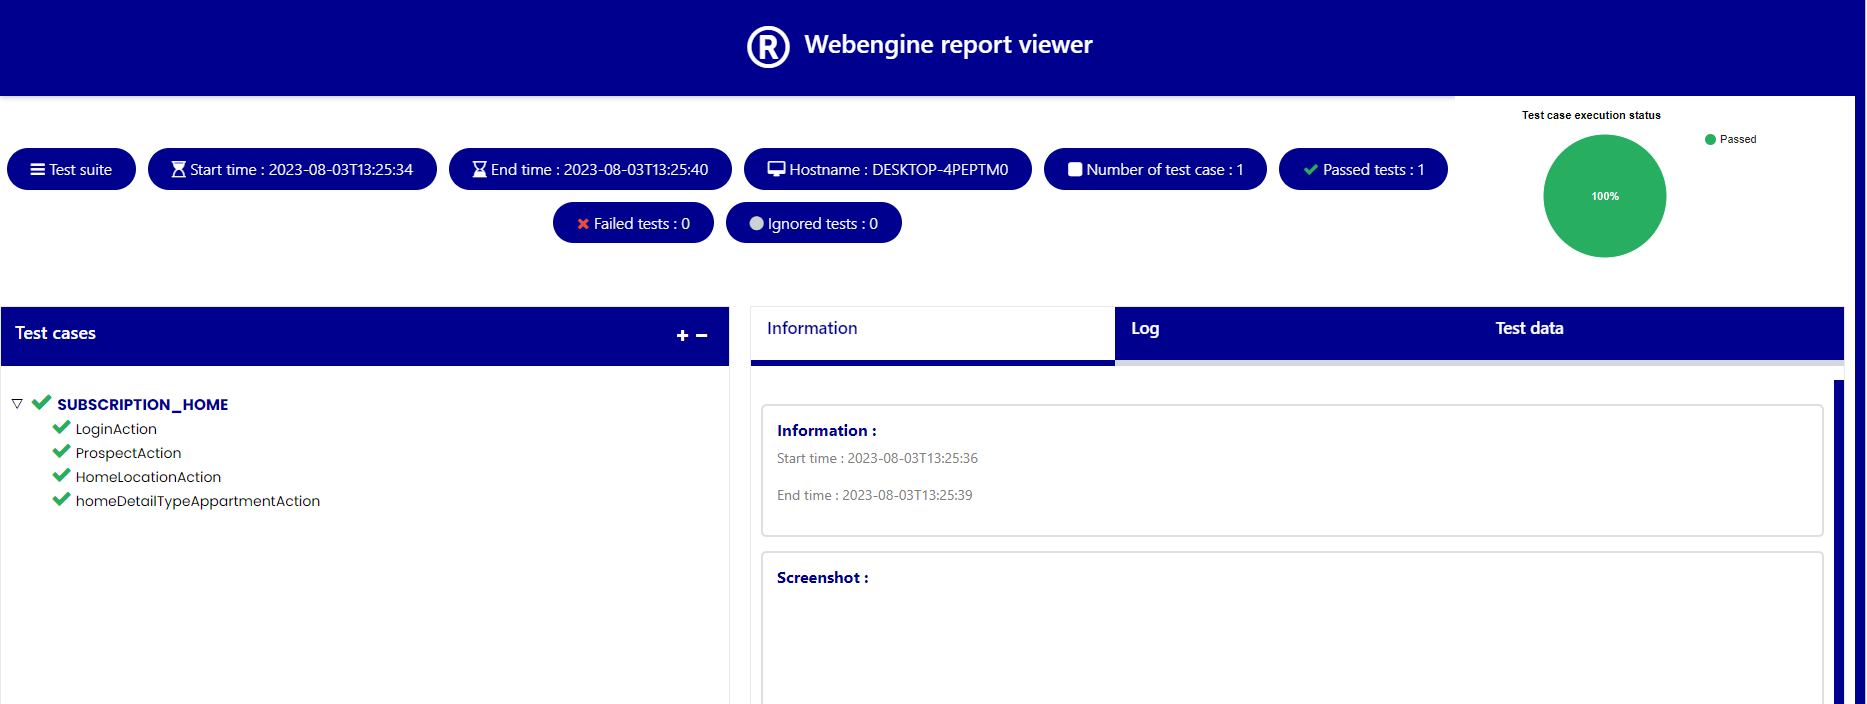 ® Webengine report viewer
Test suite
Start time : 2023-08-03T13:25:34
End time : 2023-08-03T13:25:40
Hostname : DESKTOP-4PEPTM0
Number of test case : 1
Passed tests : 1
Failed tests : 0
Ignored tests : 0
Test case execution status
Passed
100%
Test cases
+ −
SUBSCRIPTION_HOME
LoginAction
ProspectAction
HomeLocationAction
homeDetailTypeAppartmentAction
Information
Log
Test data
Information :
Start time : 2023-08-03T13:25:36
End time : 2023-08-03T13:25:39
Screenshot :